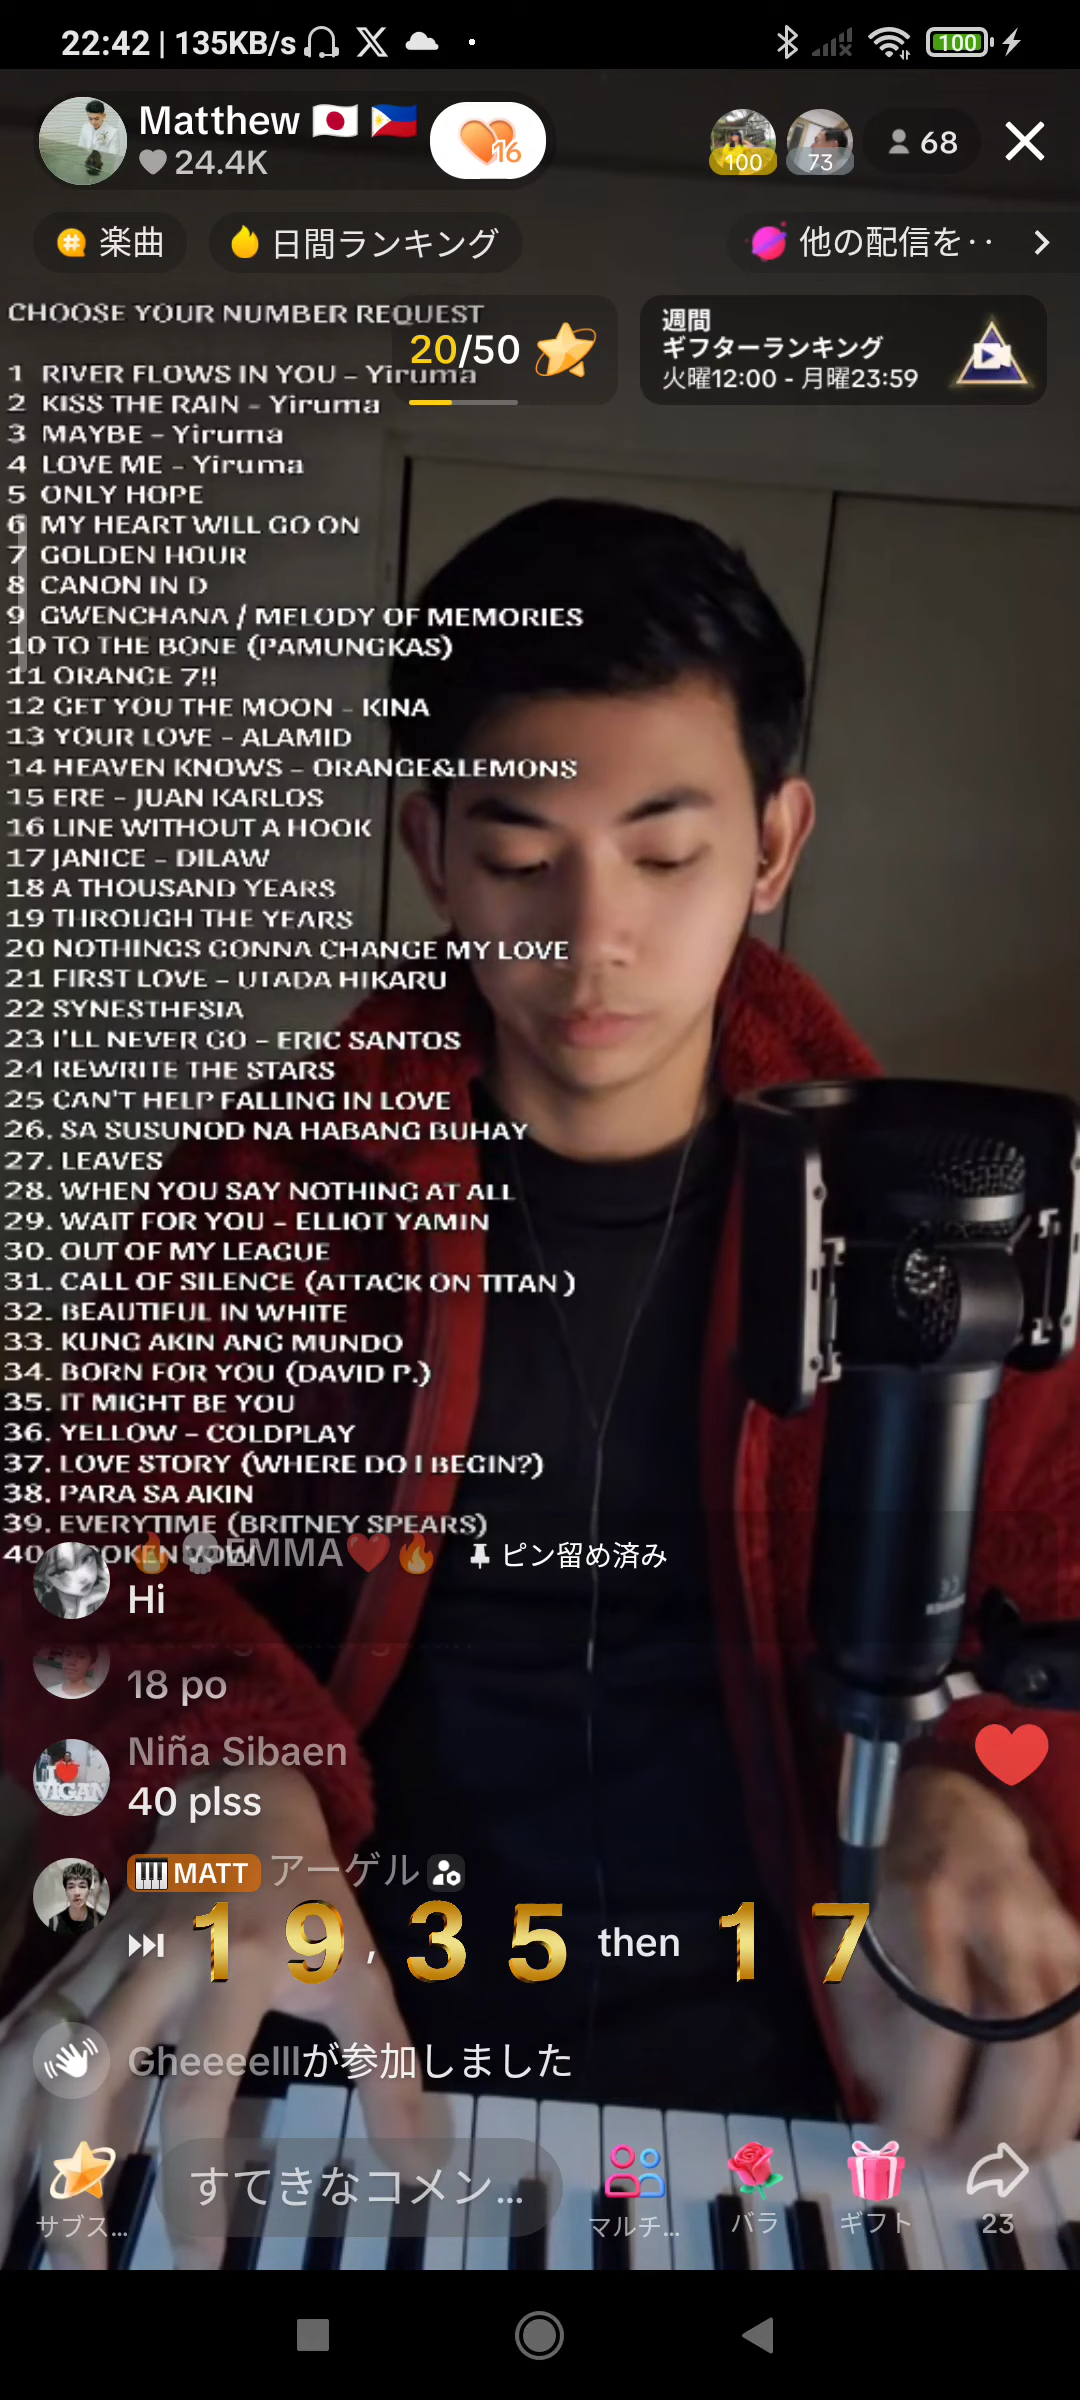 22:42 | 135KB/s
100
Matthew 🇯🇵 🇵🇭
24.4K
16
100
73
68
楽曲
日間ランキング
他の配信を··
CHOOSE YOUR NUMBER REQUEST
20/50
週間
ギフターランキング
火曜12:00 - 月曜23:59
1 RIVER FLOWS IN YOU - Yiruma
2 KISS THE RAIN - Yiruma
3 MAYBE - Yiruma
4 LOVE ME - Yiruma
5 ONLY HOPE
6 MY HEART WILL GO ON
7 GOLDEN HOUR
8 CANON IN D
9 GWENCHANA / MELODY OF MEMORIES
10 TO THE BONE (PAMUNGKAS)
11 ORANGE 7!!
12 GET YOU THE MOON - KINA
13 YOUR LOVE - ALAMID
14 HEAVEN KNOWS - ORANGE&LEMONS
15 ERE - JUAN KARLOS
16 LINE WITHOUT A HOOK
17 JANICE - DILAW
18 A THOUSAND YEARS
19 THROUGH THE YEARS
20 NOTHINGS GONNA CHANGE MY LOVE
21 FIRST LOVE - UTADA HIKARU
22 SYNESTHESIA
23 I'LL NEVER GO - ERIC SANTOS
24 REWRITE THE STARS
25 CAN'T HELP FALLING IN LOVE
26. SA SUSUNOD NA HABANG BUHAY
27. LEAVES
28. WHEN YOU SAY NOTHING AT ALL
29. WAIT FOR YOU - ELLIOT YAMIN
30. OUT OF MY LEAGUE
31. CALL OF SILENCE (ATTACK ON TITAN )
32. BEAUTIFUL IN WHITE
33. KUNG AKIN ANG MUNDO
34. BORN FOR YOU (DAVID P.)
35. IT MIGHT BE YOU
36. YELLOW - COLDPLAY
37. LOVE STORY (WHERE DO I BEGIN?)
38. PARA SA AKIN
39. EVERYTIME (BRITNEY SPEARS)
40
VOW
🔥💀EMMA❤️🔥 ピン留め済み
Hi
18 po
Niña Sibaen
40 plss
MATT アーゲル
⏭ 19, 35 then 17
Gheeeelllが参加しました
すてきなコメン...
サブス...
マルチ...
バラ
ギフト
23